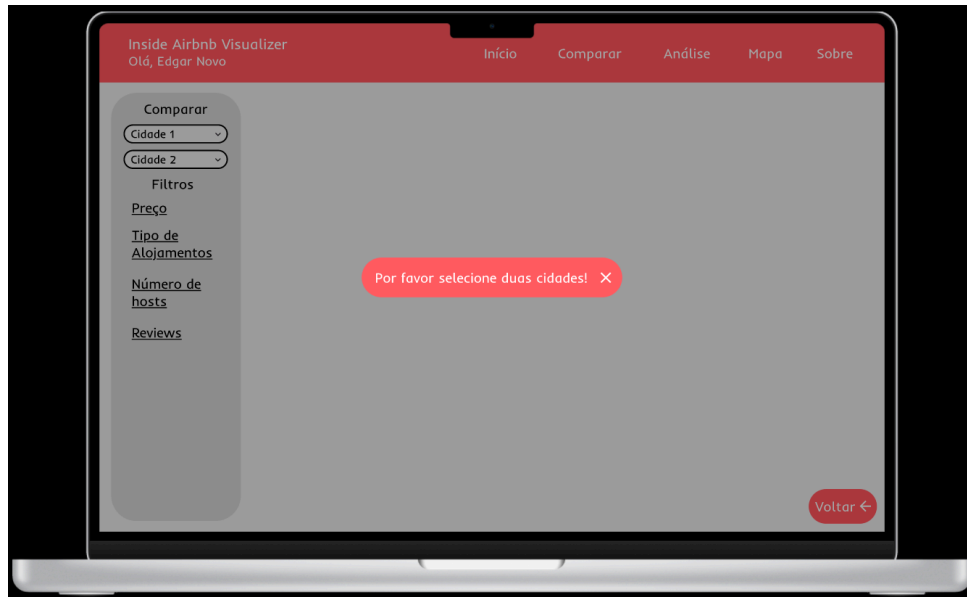 Inside Airbnb Visualizer
Olá, Edgar Novo
Início
Comparar
Análise
Mapa
Sobre
Comparar
Cidade 1
Cidade 2
Filtros
Preço
Tipo de
Alojamentos
Número de
hosts
Reviews
Por favor selecione duas cidades!
Voltar